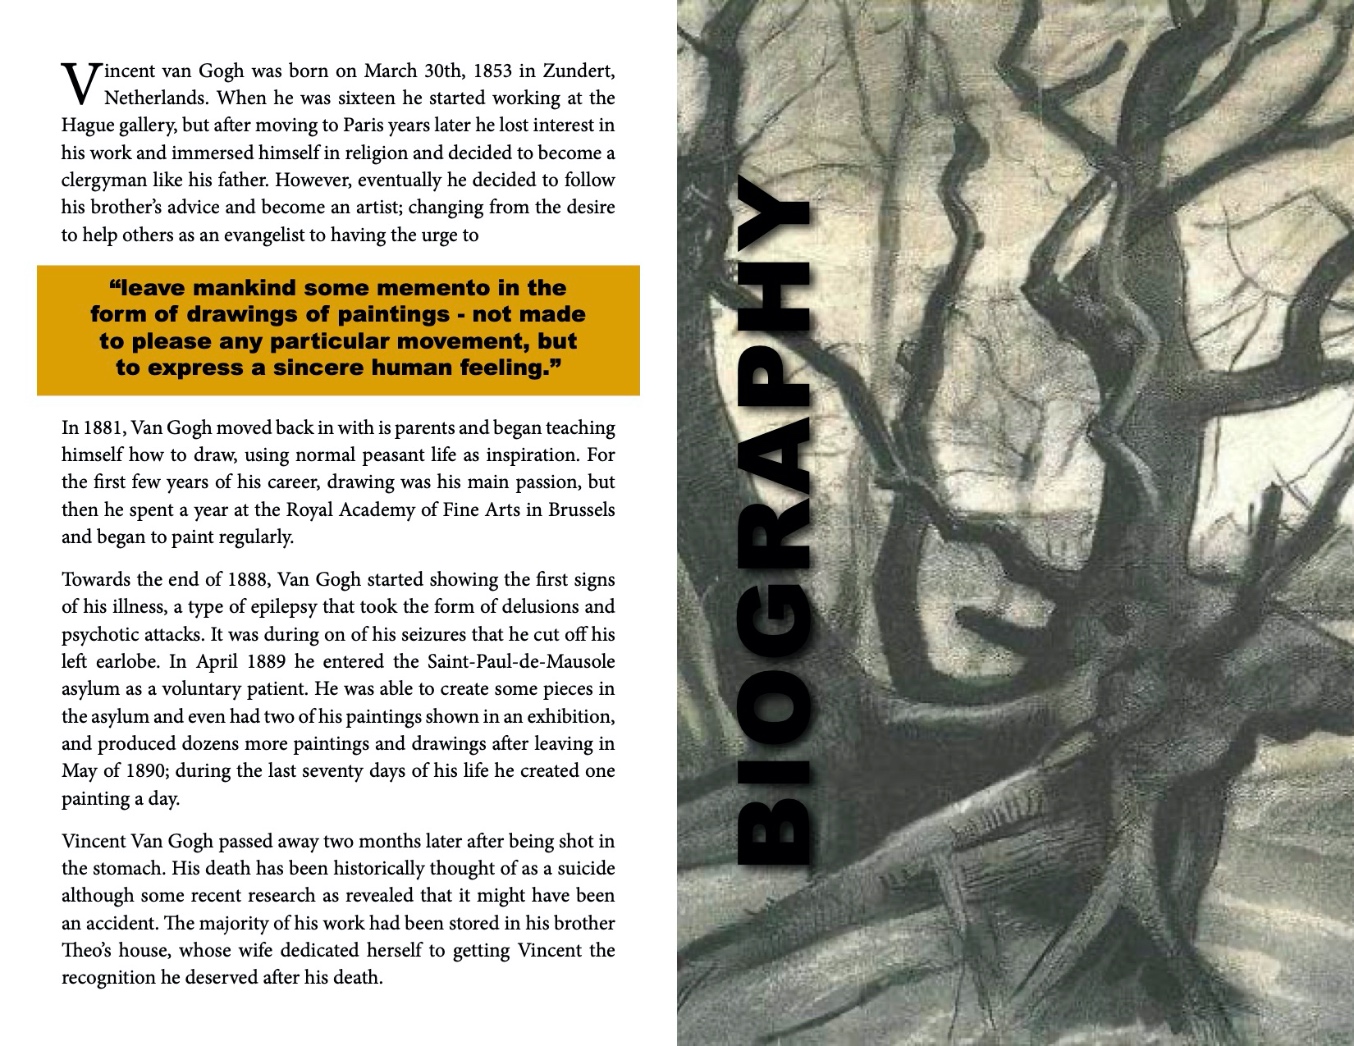 Vincent van Gogh was born on March 30th, 1853 in Zundert,
Netherlands. When he was sixteen he started working at the
Hague gallery, but after moving to Paris years later he lost interest in
his work and immersed himself in religion and decided to become a
clergyman like his father. However, eventually he decided to follow
his brother’s advice and become an artist; changing from the desire
to help others as an evangelist to having the urge to
“leave mankind some memento in the
form of drawings of paintings - not made
to please any particular movement, but
to express a sincere human feeling.”
In 1881, Van Gogh moved back in with is parents and began teaching
himself how to draw, using normal peasant life as inspiration. For
the first few years of his career, drawing was his main passion, but
then he spent a year at the Royal Academy of Fine Arts in Brussels
and began to paint regularly.
Towards the end of 1888, Van Gogh started showing the first signs
of his illness, a type of epilepsy that took the form of delusions and
psychotic attacks. It was during on of his seizures that he cut off his
left earlobe. In April 1889 he entered the Saint-Paul-de-Mausole
asylum as a voluntary patient. He was able to create some pieces in
the asylum and even had two of his paintings shown in an exhibition,
and produced dozens more paintings and drawings after leaving in
May of 1890; during the last seventy days of his life he created one
painting a day.
Vincent Van Gogh passed away two months later after being shot in
the stomach. His death has been historically thought of as a suicide
although some recent research as revealed that it might have been
an accident. The majority of his work had been stored in his brother
Theo’s house, whose wife dedicated herself to getting Vincent the
recognition he deserved after his death.
BIOGRAPHY